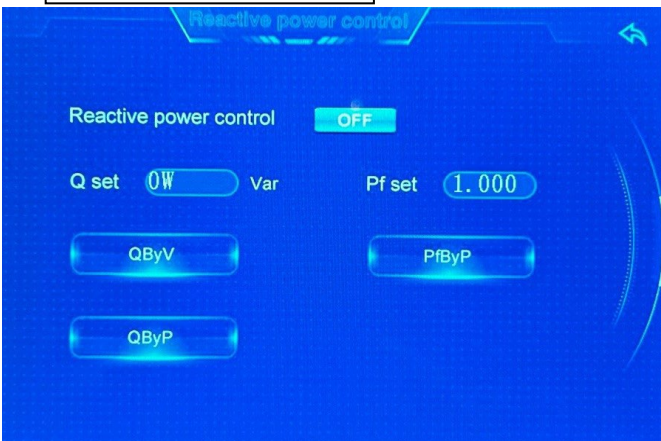 Reactive power control
Reactive power control OFF
Q set 0W Var Pf set 1.000
QByV PfByP
QByP